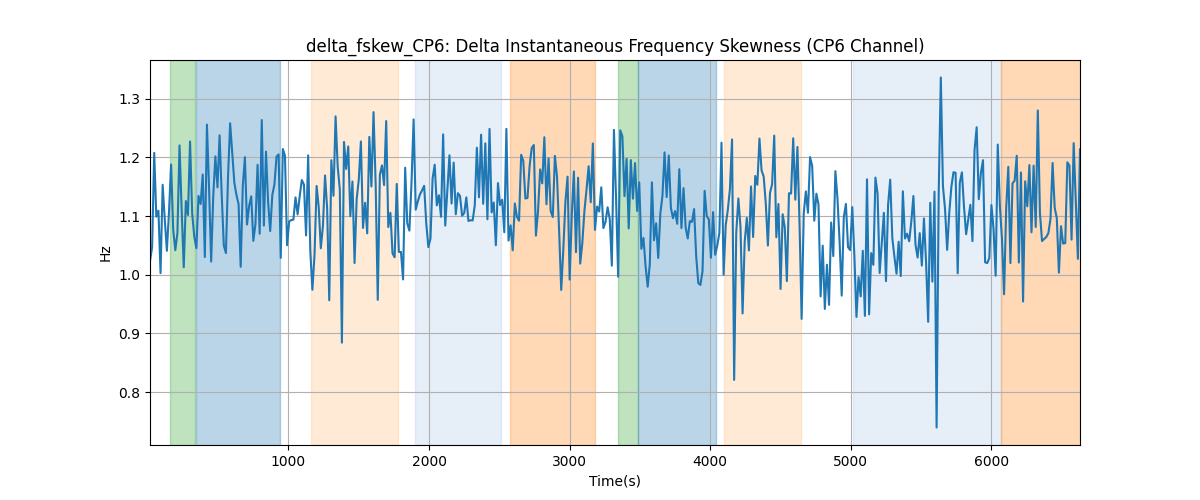 delta_fskew_CP6: Delta Instantaneous Frequency Skewness (CP6 Channel)
Hz
1.3
1.2
1.1
1.0
0.9
0.8
1000 2000 3000 4000 5000 6000
Time(s)